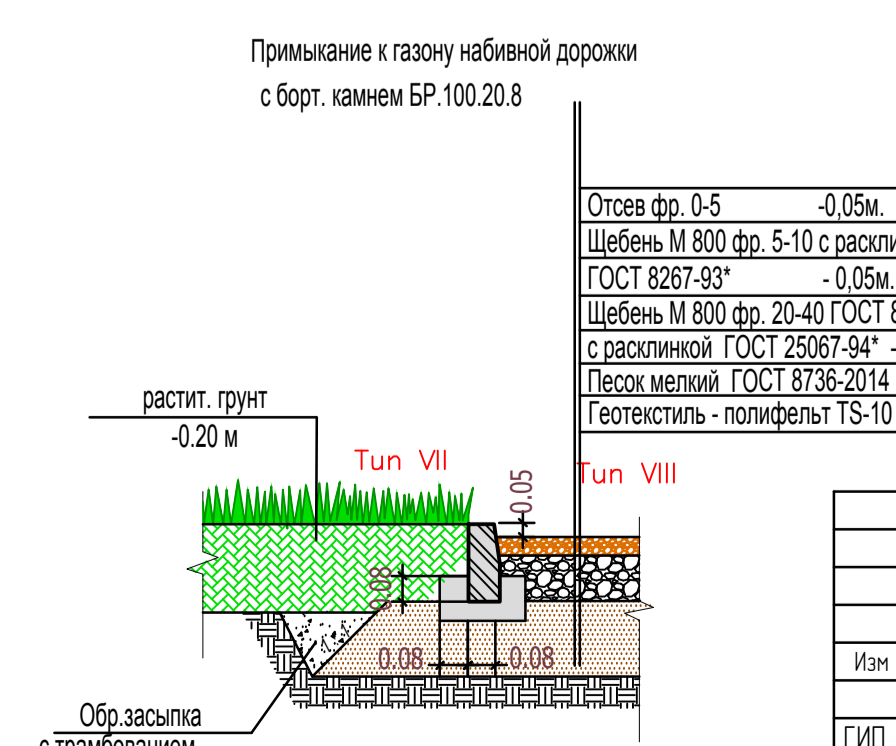 Примыкание к газону набивной дорожки
с борт. камнем БР.100.20.8
Отсев фр. 0-5 -0,05м.
Щебень М 800 фр. 5-10 с раскли
ГОСТ 8267-93* - 0,05м.
Щебень М 800 фр. 20-40 ГОСТ 8
с расклинкой ГОСТ 25067-94* -
Песок мелкий ГОСТ 8736-2014
Геотекстиль - полифельт TS-10
растит. грунт
-0.20 м
Тип VII
Тип VIII
0.05
0.08
0.08
0.08
Обр.засыпка
с трамбованием
Изм
ГИП